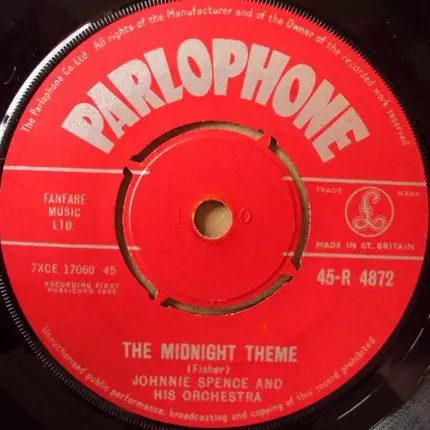 The Parlophone Co. Ltd. All rights of the Manufacturer and of the Owner of the recorded work reserved
PARLOPHONE
FANFARE
MUSIC
LTD.
TRADE MARK
£
MADE IN GT. BRITAIN
7XCE 17060 45
RECORDING FIRST
45-R 4872
THE MIDNIGHT THEME
(Fisher)
JOHNNIE SPENCE AND
HIS ORCHESTRA
Unauthorised public performance, broadcasting and copying of this record prohibited